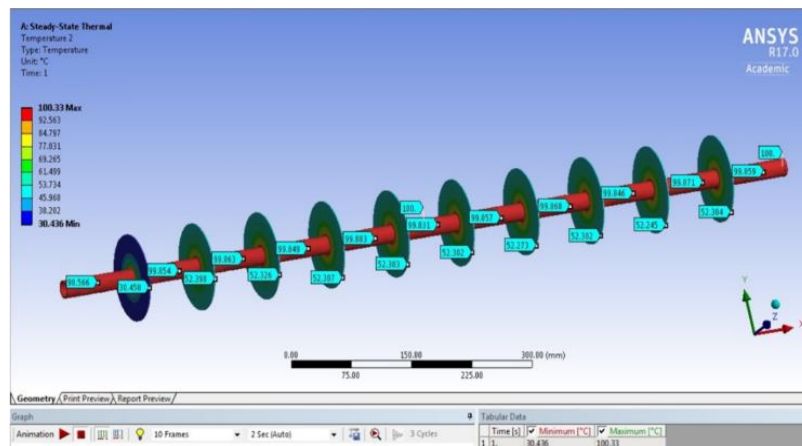 A: Steady-State Thermal
Temperature 2
Type: Temperature
Unit: °C
Time: 1
ANSYS
R17.0
Academic
100.33 Max
92.563
84.797
77.031
69.265
61.499
53.734
45.968
38.202
30.436 Min
100.
99.859
99.871
52.304
99.846
52.245
99.868
52.302
100.
99.857
52.273
99.831
52.302
99.883
52.303
99.849
52.307
99.863
52.326
99.854
52.398
98.566
30.450
Y
Z
X
0.00
150.00
300.00 (mm)
75.00
225.00
Geometry
Print Preview
Report Preview
Graph
Tabular Data
Animation
10 Frames
2 Sec (Auto)
3 Cycles
Time [s]
Minimum [°C]
Maximum [°C]
1
1.
30.436
100.33